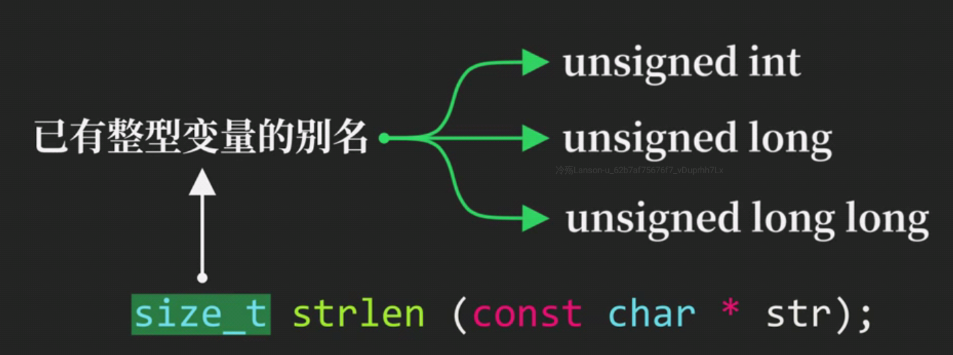 unsigned int
已有整型变量的别名
unsigned long
unsigned long long
size_t strlen (const char * str);